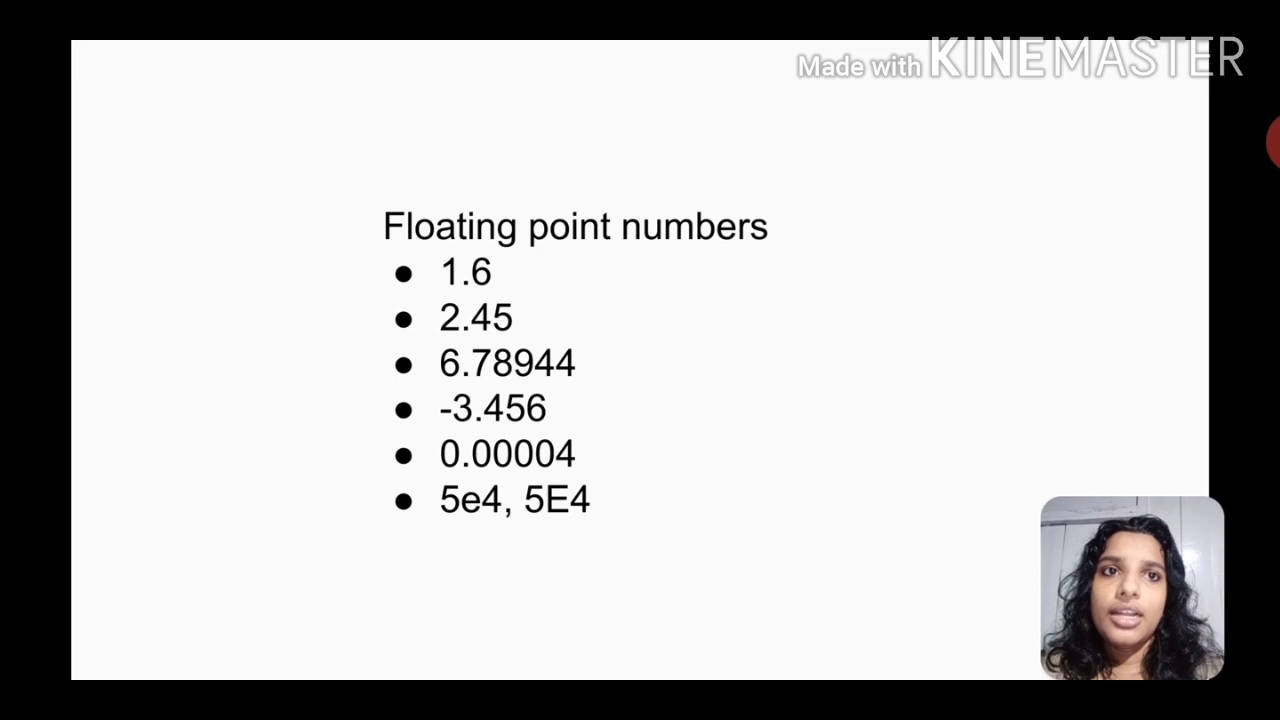 Made with KINEMASTER
Floating point numbers
● 1.6
● 2.45
● 6.78944
● -3.456
● 0.00004
● 5e4, 5E4